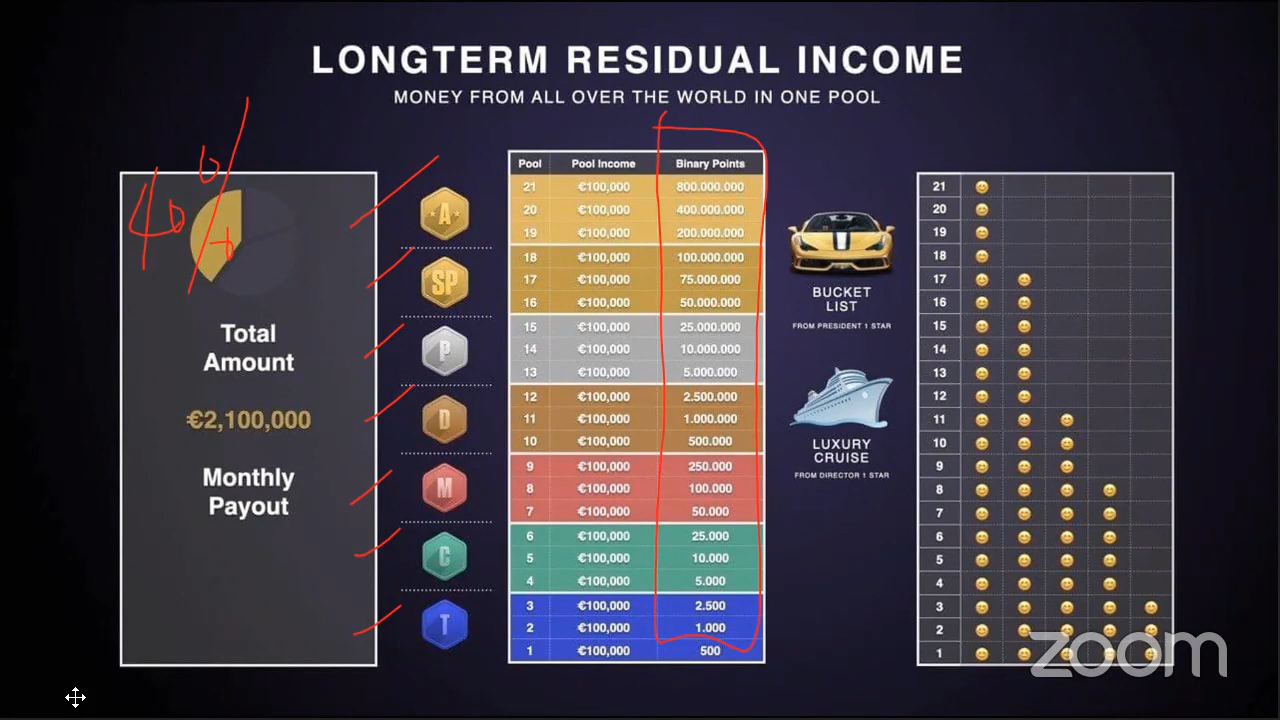 LONGTERM RESIDUAL INCOME
MONEY FROM ALL OVER THE WORLD IN ONE POOL
40%
Total
Amount
€2,100,000
Monthly
Payout
A
SP
P
D
M
C
T
Pool Pool Income Binary Points
21 €100,000 800.000.000
20 €100,000 400.000.000
19 €100,000 200.000.000
18 €100,000 100.000.000
17 €100,000 75.000.000
16 €100,000 50.000.000
15 €100,000 25.000.000
14 €100,000 10.000.000
13 €100,000 5.000.000
12 €100,000 2.500.000
11 €100,000 1.000.000
10 €100,000 500.000
9 €100,000 250.000
8 €100,000 100.000
7 €100,000 50.000
6 €100,000 25.000
5 €100,000 10.000
4 €100,000 5.000
3 €100,000 2.500
2 €100,000 1.000
1 €100,000 500
BUCKET
LIST
FROM PRESIDENT 1 STAR
LUXURY
CRUISE
FROM DIRECTOR 1 STAR
21
20
19
18
17
16
15
14
13
12
11
10
9
8
7
6
5
4
3
2
1
zoom